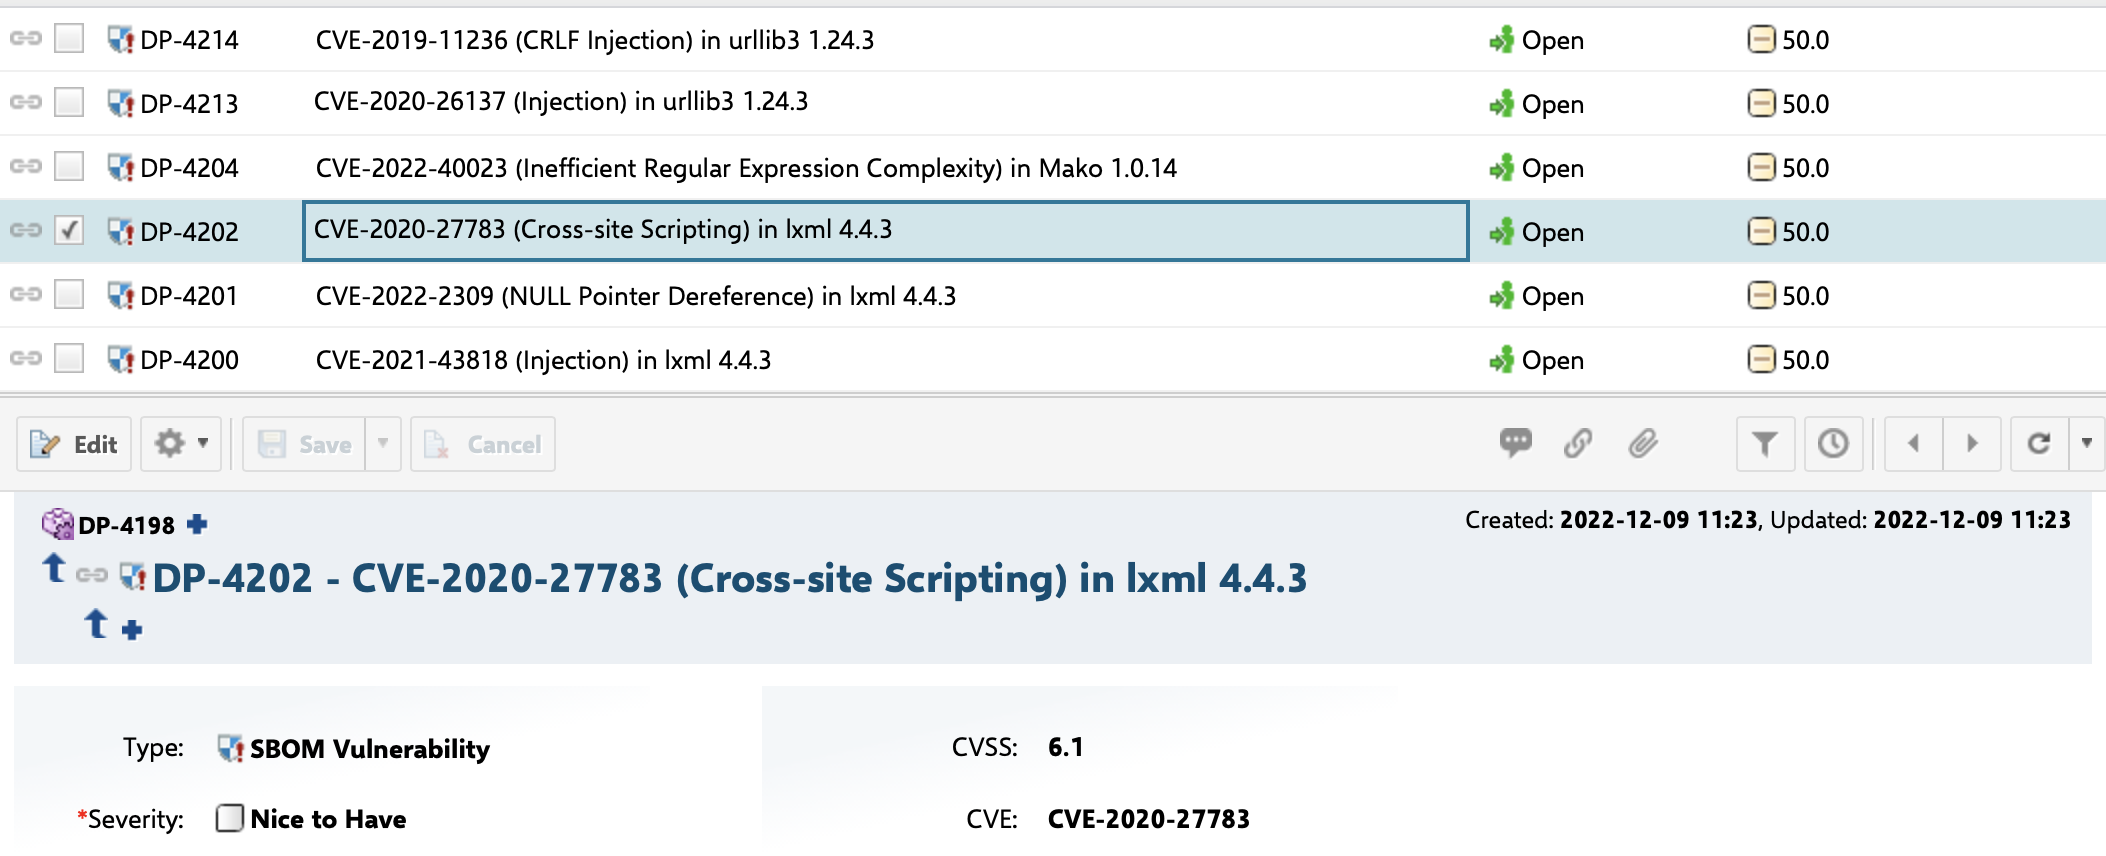 DP-4214 CVE-2019-11236 (CRLF Injection) in urllib3 1.24.3 Open 50.0
DP-4213 CVE-2020-26137 (Injection) in urllib3 1.24.3 Open 50.0
DP-4204 CVE-2022-40023 (Inefficient Regular Expression Complexity) in Mako 1.0.14 Open 50.0
DP-4202 CVE-2020-27783 (Cross-site Scripting) in lxml 4.4.3 Open 50.0
DP-4201 CVE-2022-2309 (NULL Pointer Dereference) in lxml 4.4.3 Open 50.0
DP-4200 CVE-2021-43818 (Injection) in lxml 4.4.3 Open 50.0
Edit Save Cancel
DP-4198 Created: 2022-12-09 11:23, Updated: 2022-12-09 11:23
DP-4202 - CVE-2020-27783 (Cross-site Scripting) in lxml 4.4.3
Type: SBOM Vulnerability CVSS: 6.1
*Severity: Nice to Have CVE: CVE-2020-27783